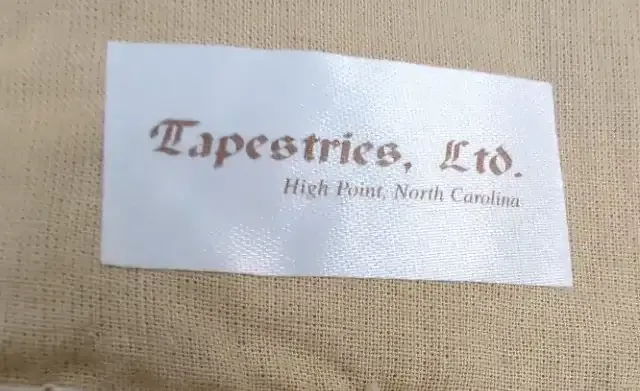 Tapestries, Ltd.
High Point, North Carolina